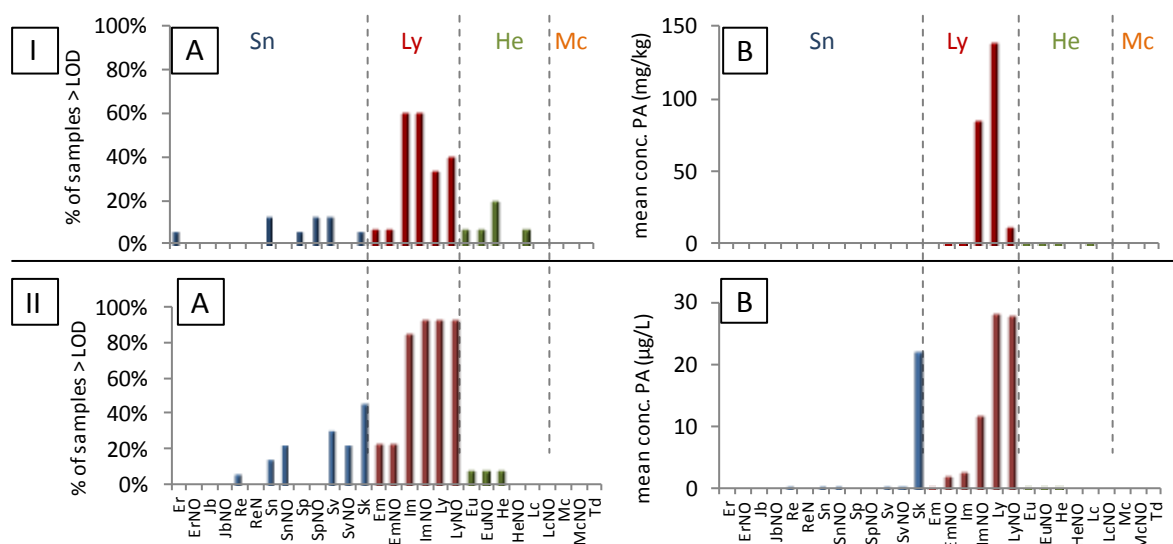 I
A
% of samples > LOD
100%
80%
60%
40%
20%
0%
Sn
Ly
He
Mc
B
mean conc. PA (mg/kg)
150
100
50
0
Sn
Ly
He
Mc
II
A
% of samples > LOD
100%
80%
60%
40%
20%
0%
Er
ErNO
Jb
JbNO
Re
ReN
Sn
SnNO
Sp
SpNO
Sv
SvNO
Sk
Em
EmNO
Im
ImNO
Ly
LyNO
Eu
EuNO
He
HeNO
Lc
LcNO
Mc
McNO
Td
B
mean conc. PA (µg/L)
30
20
10
0
Er
ErNO
Jb
JbNO
Re
ReN
Sn
SnNO
Sp
SpNO
Sv
SvNO
Sk
Em
EmNO
Im
ImNO
Ly
LyNO
Eu
EuNO
He
HeNO
Lc
LcNO
Mc
McNO
Td